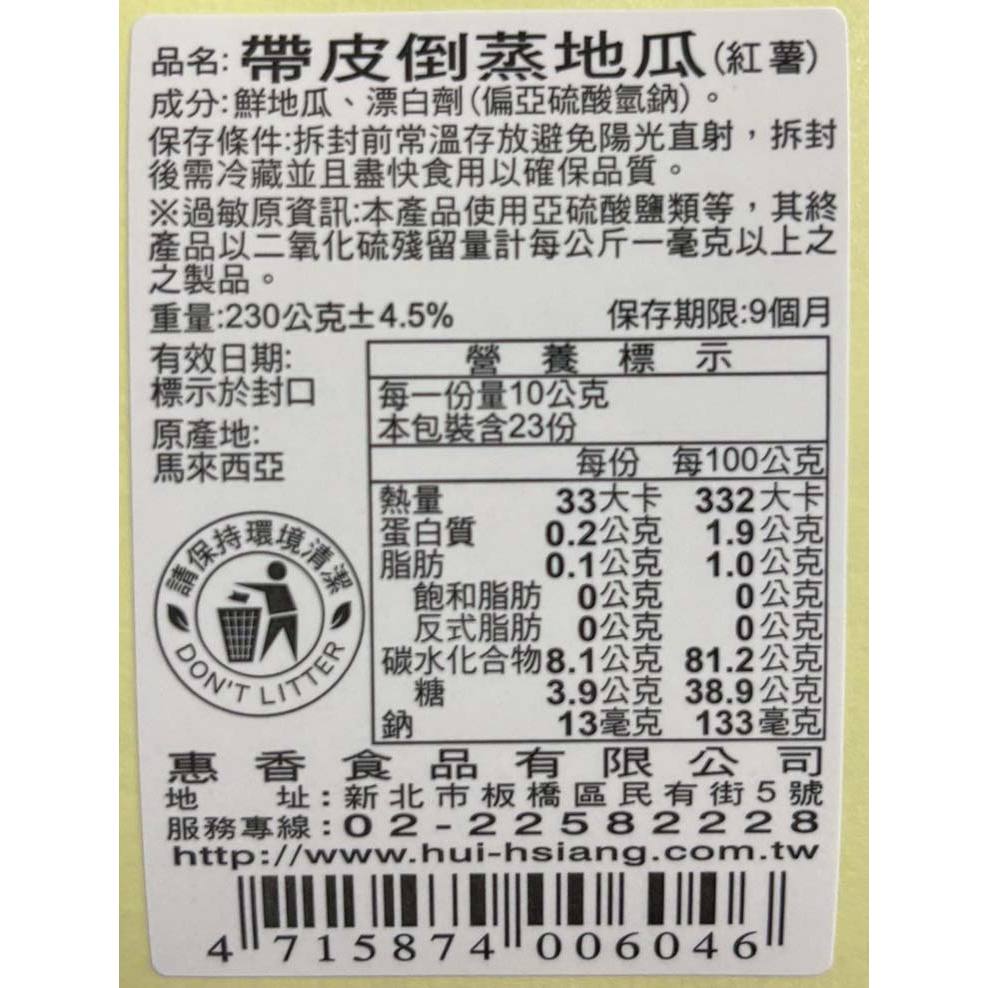 品名:帶皮倒蒸地瓜(紅薯)
成分:鮮地瓜、漂白劑(偏亞硫酸氫鈉)。
保存條件:拆封前常溫存放避免陽光直射，拆封
後需冷藏並且盡快食用以確保品質。
※過敏原資訊:本產品使用亞硫酸鹽類等，其終
產品以二氧化硫殘留量計每公斤一毫克以上之
之製品。
重量:230公克±4.5% 保存期限:9個月
有效日期:
標示於封口
原產地:
馬來西亞
營養標示
每一份量10公克
本包裝含23份
每份 每100公克
熱量 33大卡 332大卡
蛋白質 0.2公克 1.9公克
脂肪 0.1公克 1.0公克
飽和脂肪 0公克 0公克
反式脂肪 0公克 0公克
碳水化合物 8.1公克 81.2公克
糖 3.9公克 38.9公克
鈉 13毫克 133毫克
請保持環境清潔
DON'T LITTER
惠香食品有限公司
地址:新北市板橋區民有街5號
服務專線:02-22582228
http://www.hui-hsiang.com.tw
4 715874 006046